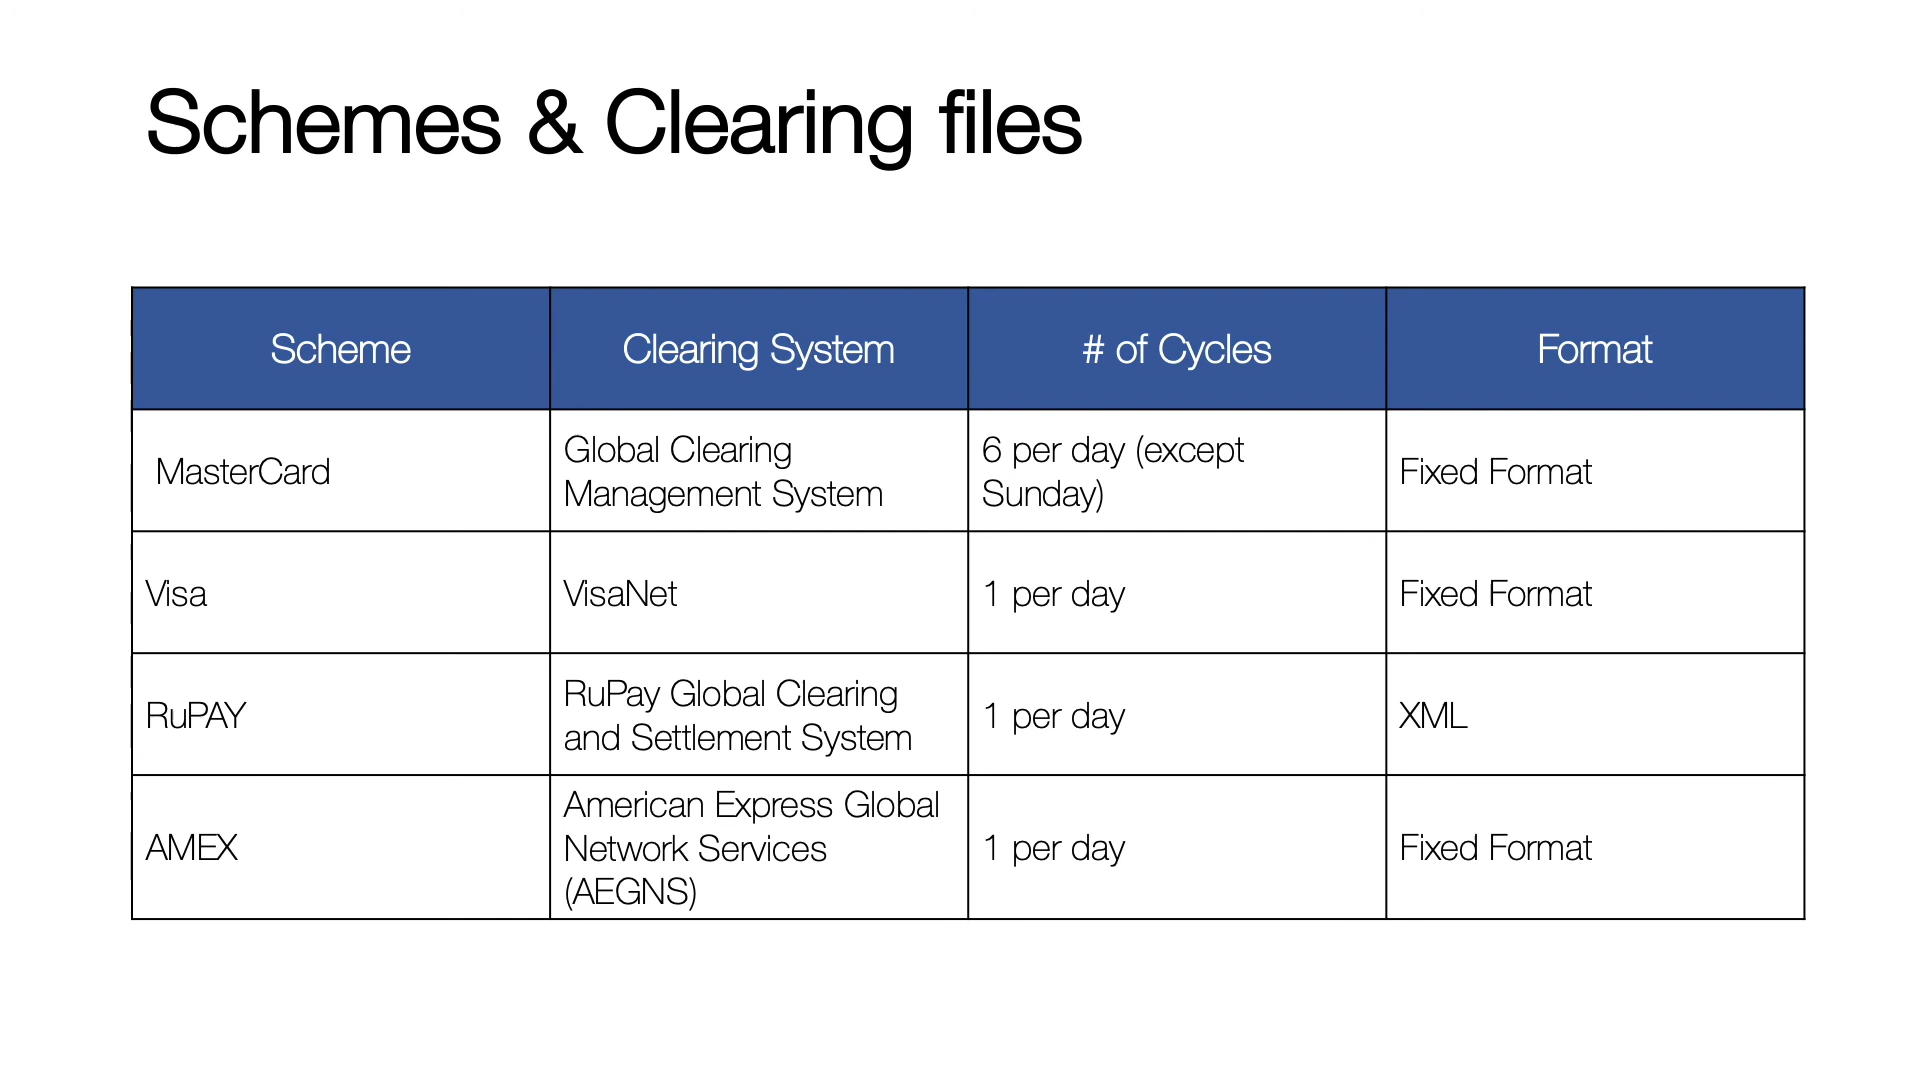 Schemes & Clearing files
Scheme
Clearing System
# of Cycles
Format
MasterCard
Global Clearing
Management System
6 per day (except
Sunday)
Fixed Format
Visa
VisaNet
1 per day
Fixed Format
RuPAY
RuPay Global Clearing
and Settlement System
1 per day
XML
AMEX
American Express Global
Network Services
(AEGNS)
1 per day
Fixed Format